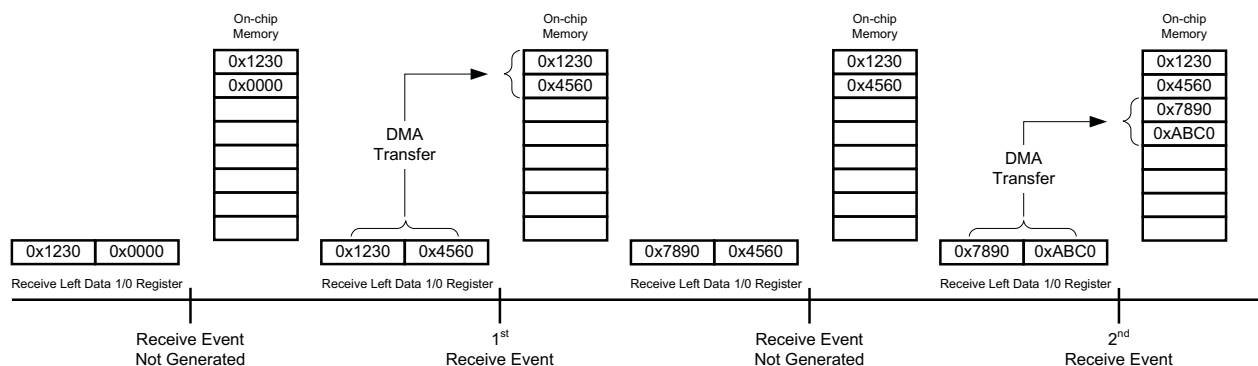 On-chip
Memory
0x1230
0x0000
0x1230 0x0000
Receive Left Data 1/0 Register
Receive Event
Not Generated
On-chip
Memory
0x1230
0x4560
DMA
Transfer
0x1230 0x4560
Receive Left Data 1/0 Register
1st
Receive Event
On-chip
Memory
0x1230
0x4560
0x7890 0x4560
Receive Left Data 1/0 Register
Receive Event
Not Generated
On-chip
Memory
0x1230
0x4560
0x7890
0xABC0
DMA
Transfer
0x7890 0xABC0
Receive Left Data 1/0 Register
2nd
Receive Event